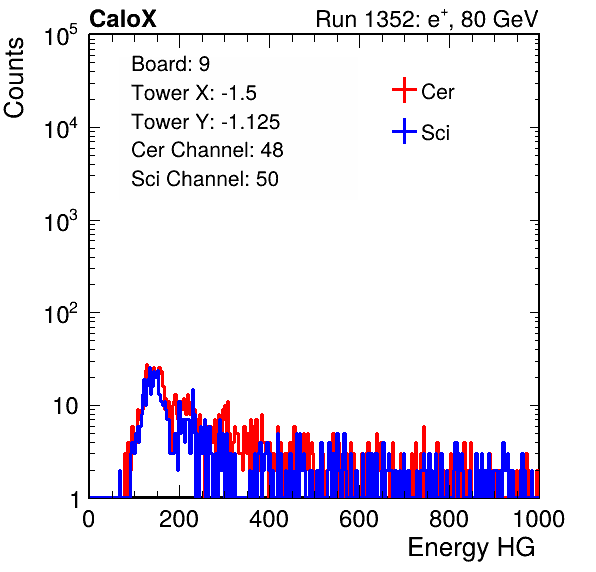 CaloX Run 1352: e⁺, 80 GeV
Counts
Board: 9
Tower X: -1.5
Tower Y: -1.125
Cer Channel: 48
Sci Channel: 50
Cer
Sci
10⁵
10⁴
10³
10²
10
1
0 200 400 600 800 1000
Energy HG